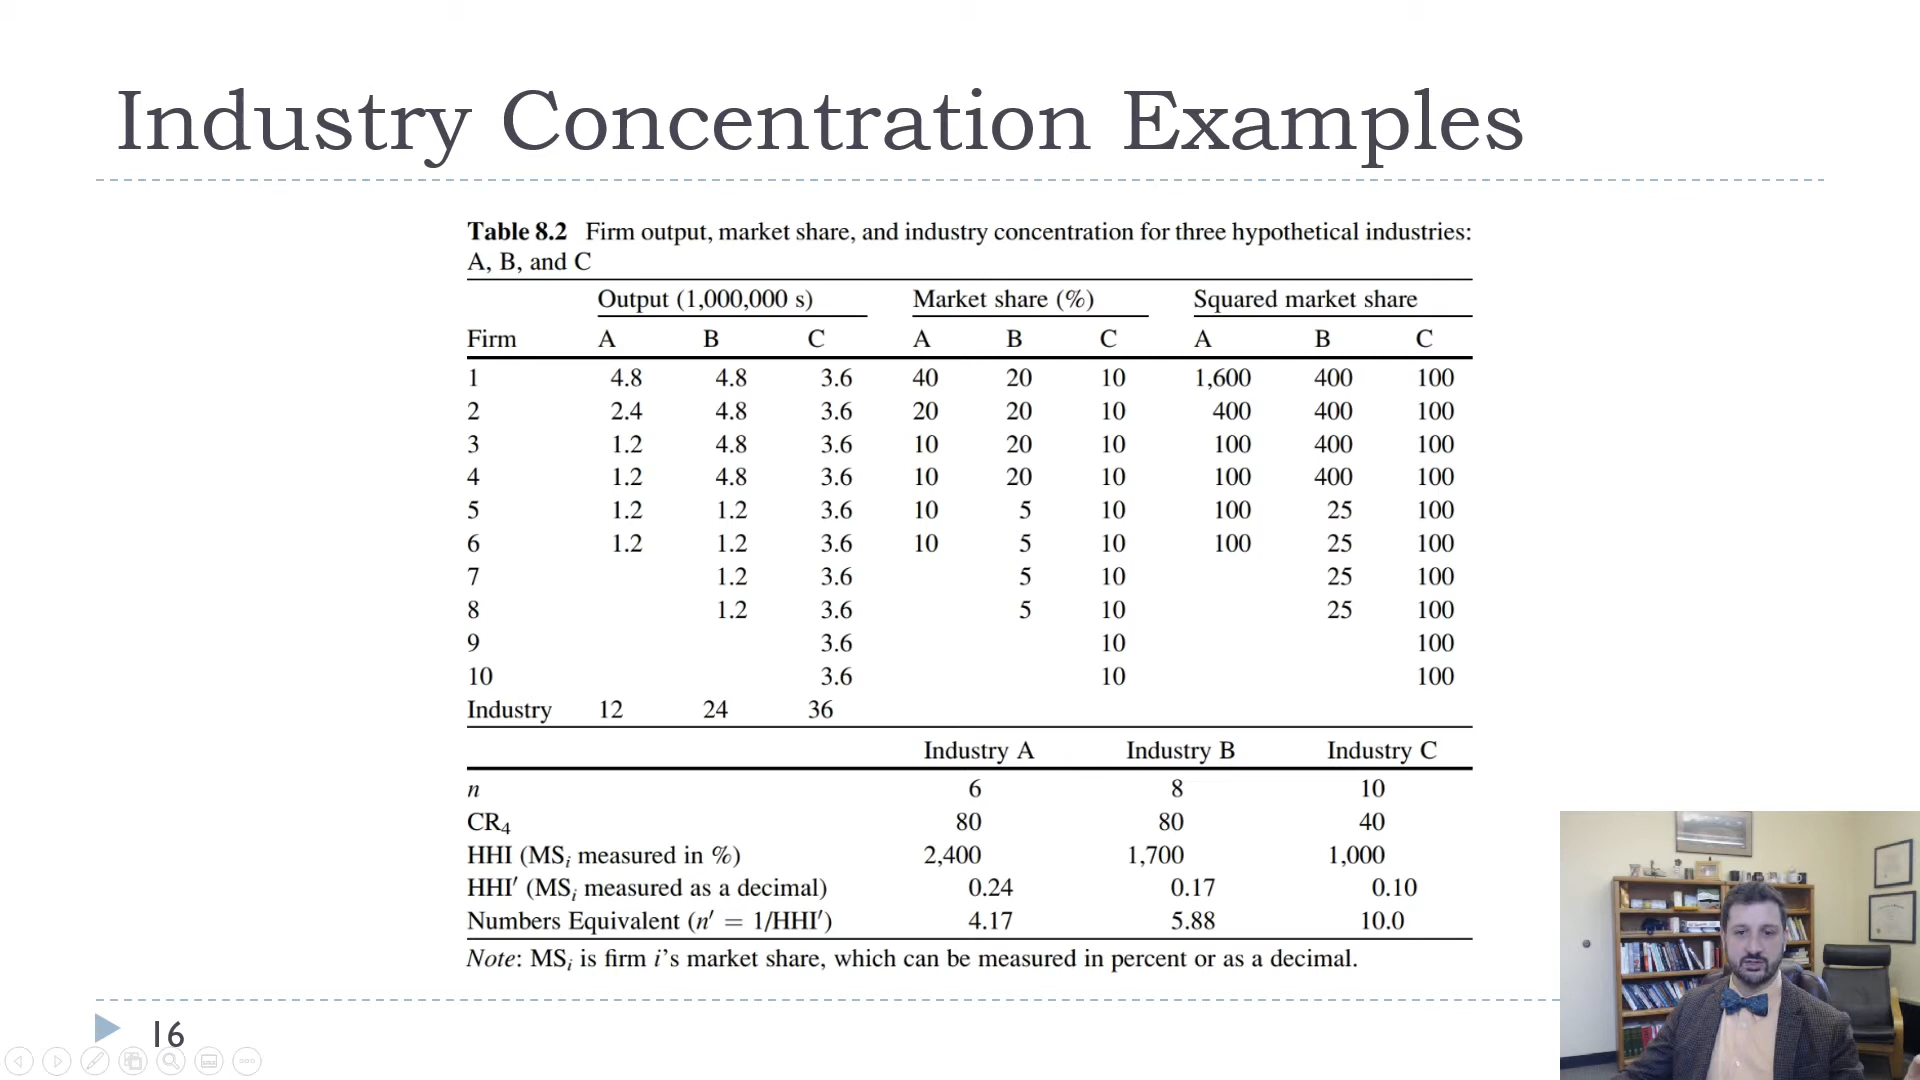 Industry Concentration Examples
Table 8.2 Firm output, market share, and industry concentration for three hypothetical industries:
A, B, and C
Output (1,000,000 s) Market share (%) Squared market share
Firm A B C A B C A B C
1 4.8 4.8 3.6 40 20 10 1,600 400 100
2 2.4 4.8 3.6 20 20 10 400 400 100
3 1.2 4.8 3.6 10 20 10 100 400 100
4 1.2 4.8 3.6 10 20 10 100 400 100
5 1.2 1.2 3.6 10 5 10 100 25 100
6 1.2 1.2 3.6 10 5 10 100 25 100
7 1.2 3.6 5 10 25 100
8 1.2 3.6 5 10 25 100
9 3.6 10 100
10 3.6 10 100
Industry 12 24 36
Industry A Industry B Industry C
n 6 8 10
CR₄ 80 80 40
HHI (MSᵢ measured in %) 2,400 1,700 1,000
HHI′ (MSᵢ measured as a decimal) 0.24 0.17 0.10
Numbers Equivalent (n′ = 1/HHI′) 4.17 5.88 10.0
Note: MSᵢ is firm i's market share, which can be measured in percent or as a decimal.
16